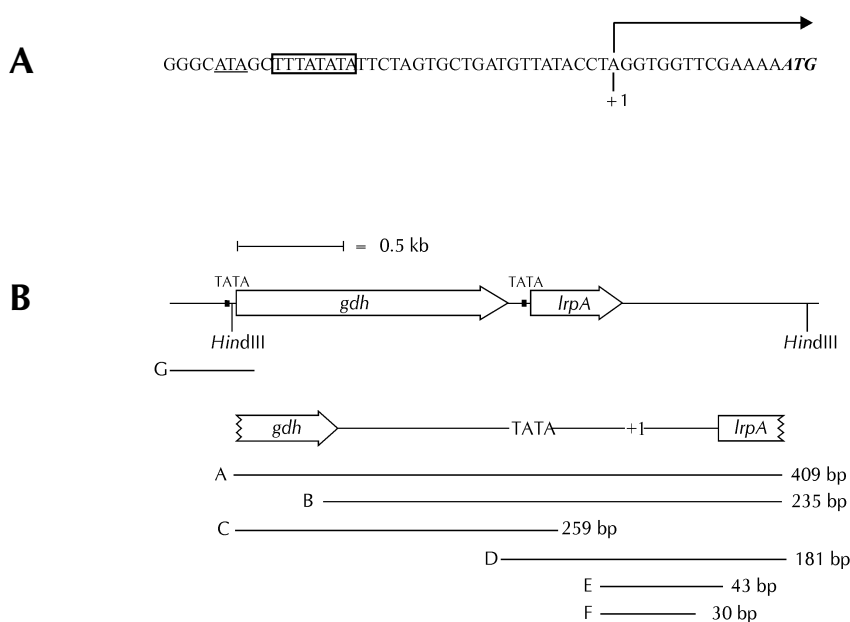 A
GGGCATAGCTTTATATATTCTAGTGCTGATGTTATACCTAGGTGGTTCGAAAAATG
+1
= 0.5 kb
B
TATA TATA
gdh lrpA
HindIII HindIII
G
gdh TATA +1 lrpA
A 409 bp
B 235 bp
C 259 bp
D 181 bp
E 43 bp
F 30 bp